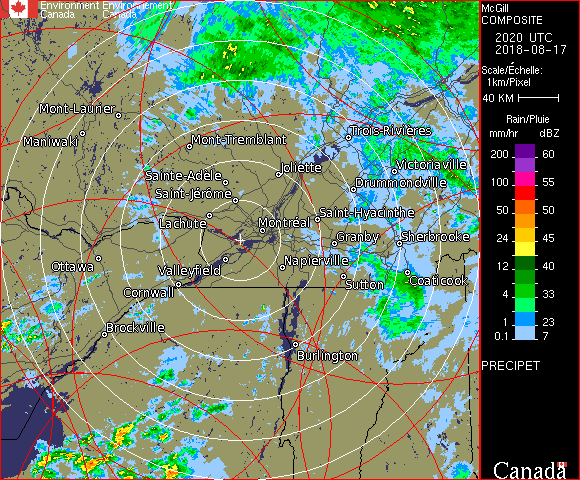 Environment Environnement
Canada Canada
McGill
COMPOSITE
2020 UTC
2018-08-17
Scale/Échelle:
1km/Pixel
40 KM
Rain/Pluie
mm/hr dBZ
200 60
100 55
50 50
24 45
12 40
4 33
1 23
0.1 7
PRECIPET
Canada
Mont-Laurier
Maniwaki
Mont-Tremblant
Trois-Rivières
Victoriaville
Joliette
Sainte-Adèle
Drummondville
Saint-Jérôme
Lachute
Saint-Hyacinthe
Montréal
Granby
Sherbrooke
Ottawa
Valleyfield
Napierville
Sutton
Coaticook
Cornwall
Brockville
Burlington